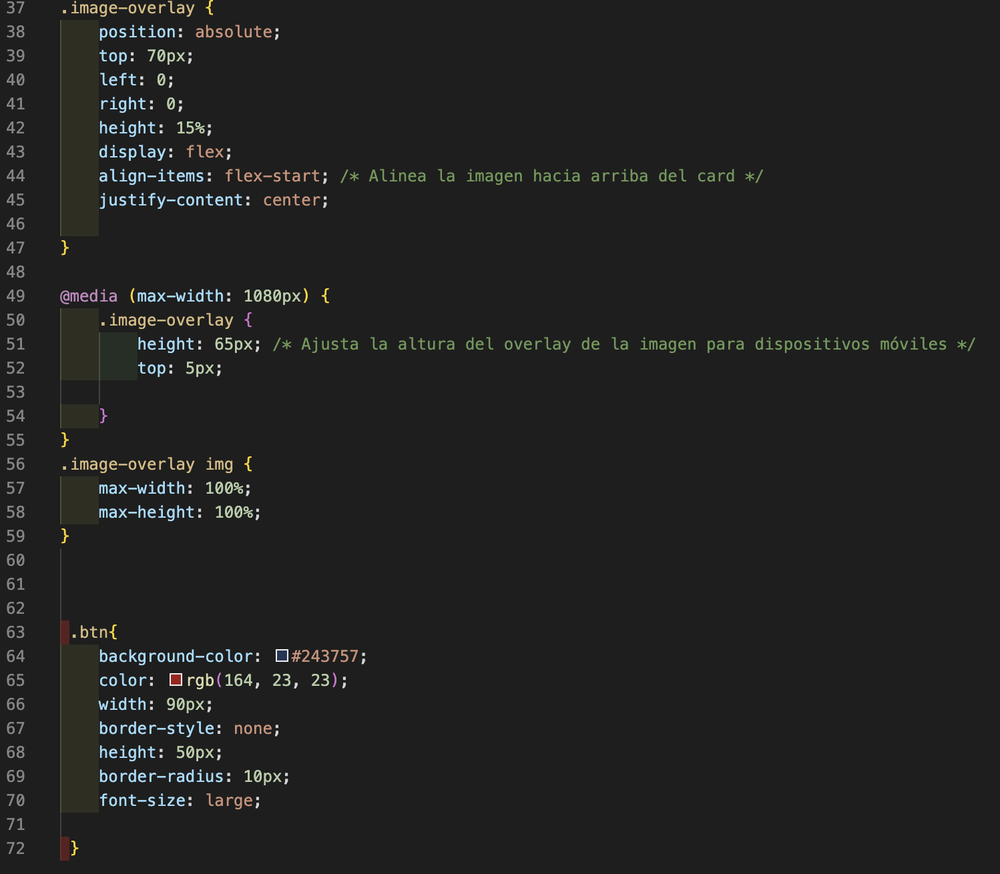 37 .image-overlay {
38 position: absolute;
39 top: 70px;
40 left: 0;
41 right: 0;
42 height: 15%;
43 display: flex;
44 align-items: flex-start; /* Alinea la imagen hacia arriba del card */
45 justify-content: center;
46
47 }
48
49 @media (max-width: 1080px) {
50 .image-overlay {
51 height: 65px; /* Ajusta la altura del overlay de la imagen para dispositivos móviles */
52 top: 5px;
53
54 }
55 }
56 .image-overlay img {
57 max-width: 100%;
58 max-height: 100%;
59 }
60
61
62
63 .btn{
64 background-color: #243757;
65 color: rgb(164, 23, 23);
66 width: 90px;
67 border-style: none;
68 height: 50px;
69 border-radius: 10px;
70 font-size: large;
71
72 }